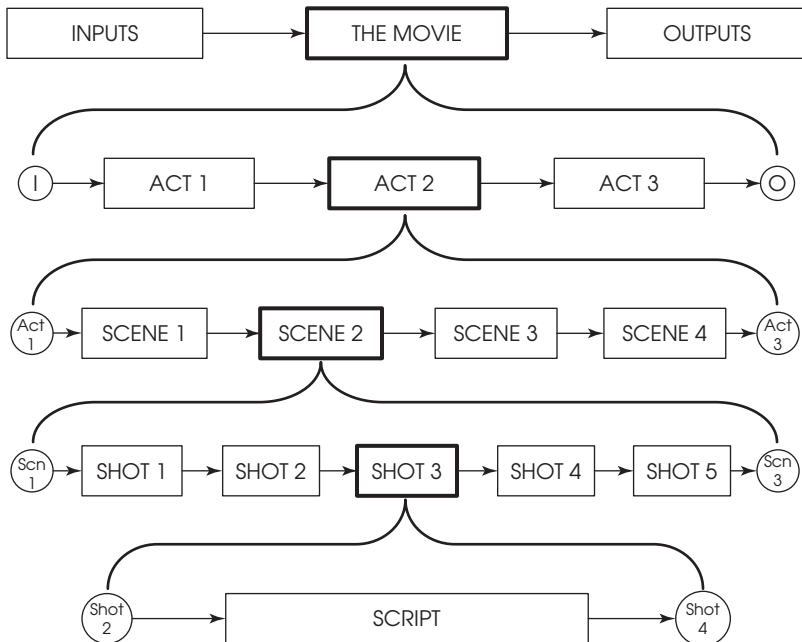 INPUTS THE MOVIE OUTPUTS
I ACT 1 ACT 2 ACT 3 O
Act 1 SCENE 1 SCENE 2 SCENE 3 SCENE 4 Act 3
Scn 1 SHOT 1 SHOT 2 SHOT 3 SHOT 4 SHOT 5 Scn 3
Shot 2 SCRIPT Shot 4